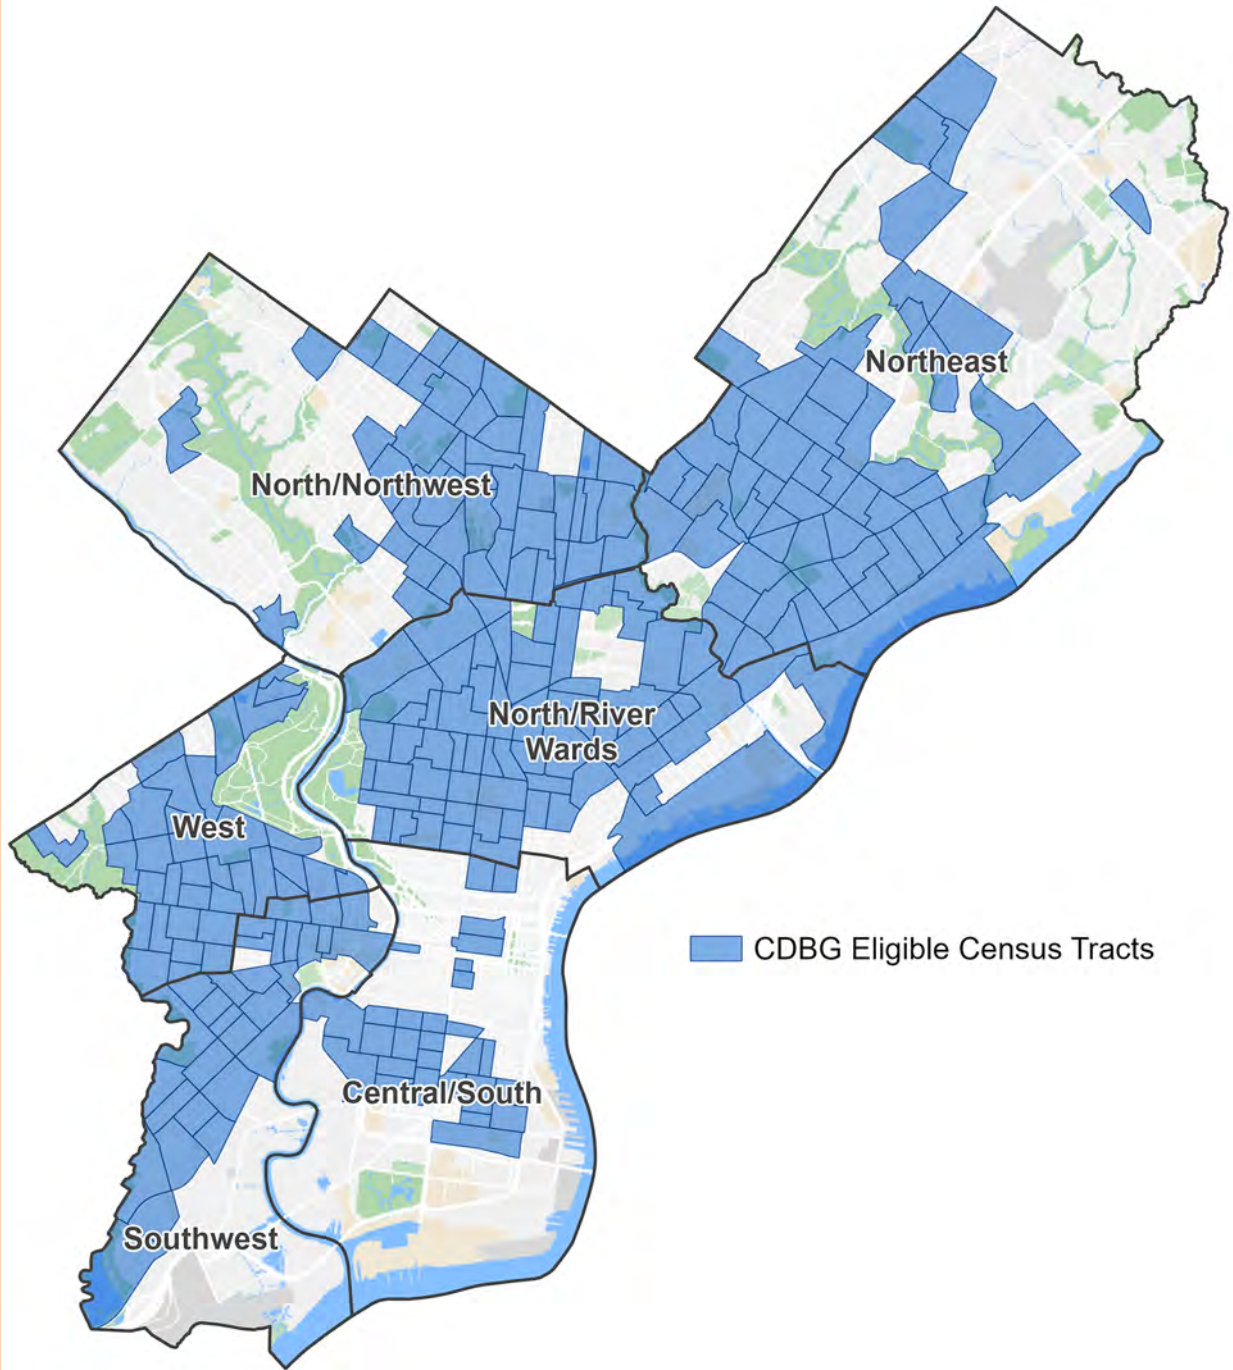 Northeast
North/Northwest
North/River
Wards
West
CDBG Eligible Census Tracts
Central/South
Southwest